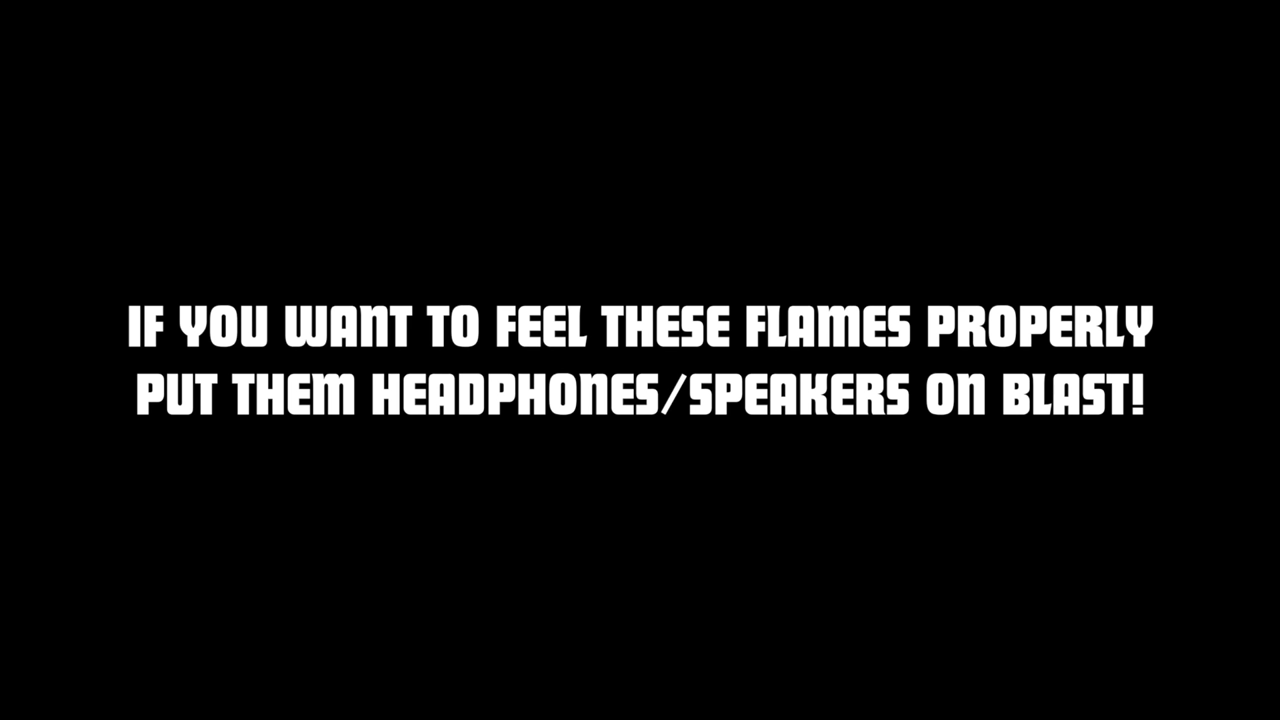 IF YOU WANT TO FEEL THESE FLAMES PROPERLY
PUT THEM HEADPHONES/SPEAKERS ON BLAST!